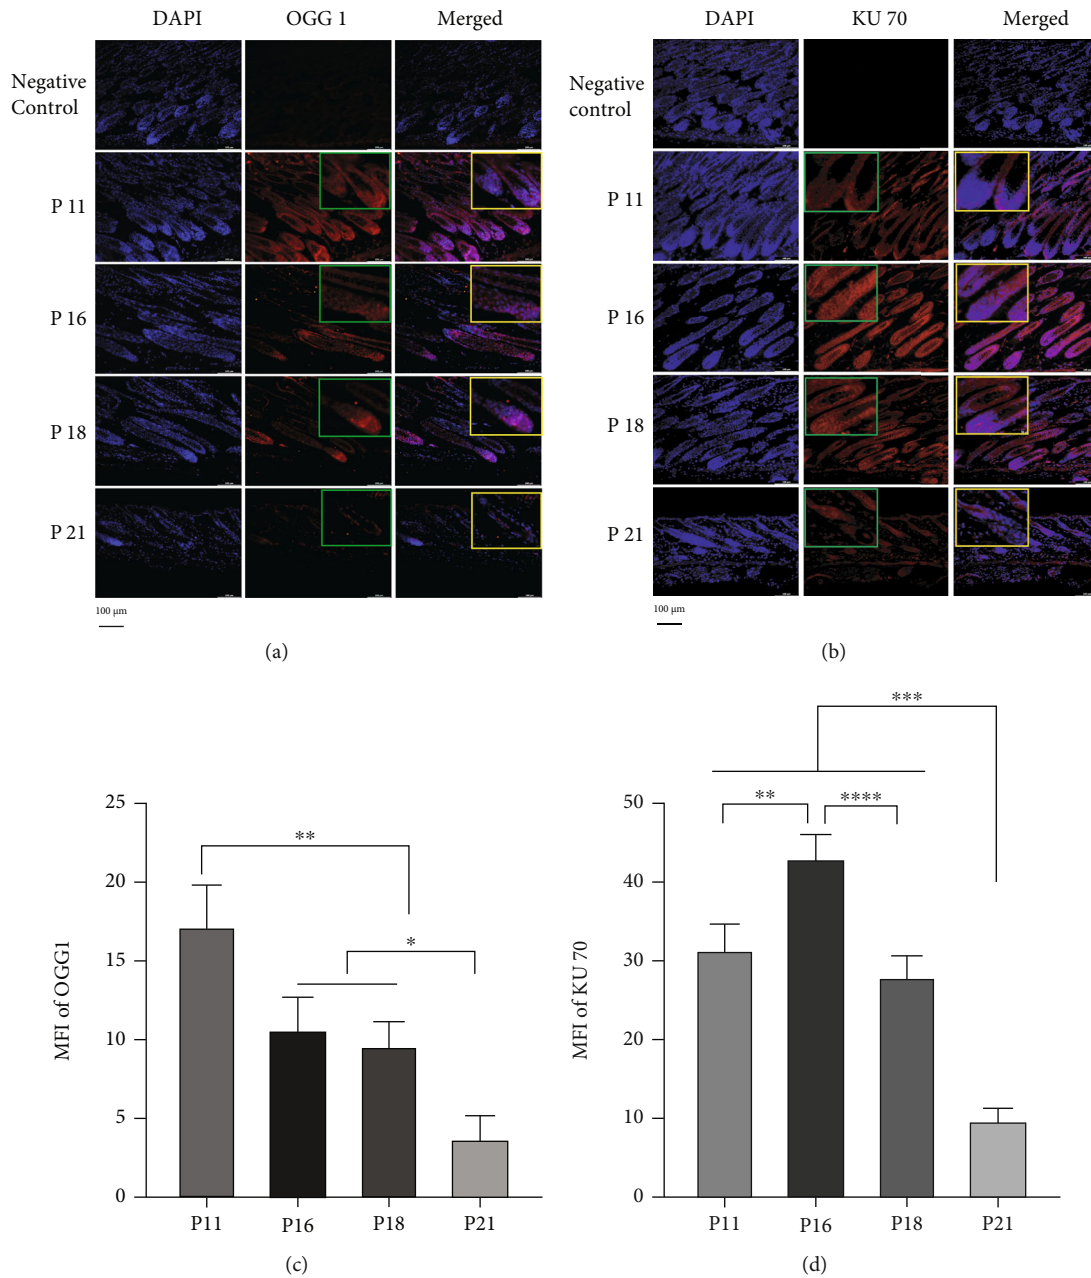 DAPI OGG 1 Merged
Negative
Control
P 11
P 16
P 18
P 21
100 μm
(a)
DAPI KU 70 Merged
Negative
control
P 11
P 16
P 18
P 21
100 μm
(b)
**
*
MFI of OGG1
25
20
15
10
5
0
P11 P16 P18 P21
(c)
***
** ****
MFI of KU 70
50
40
30
20
10
0
P11 P16 P18 P21
(d)